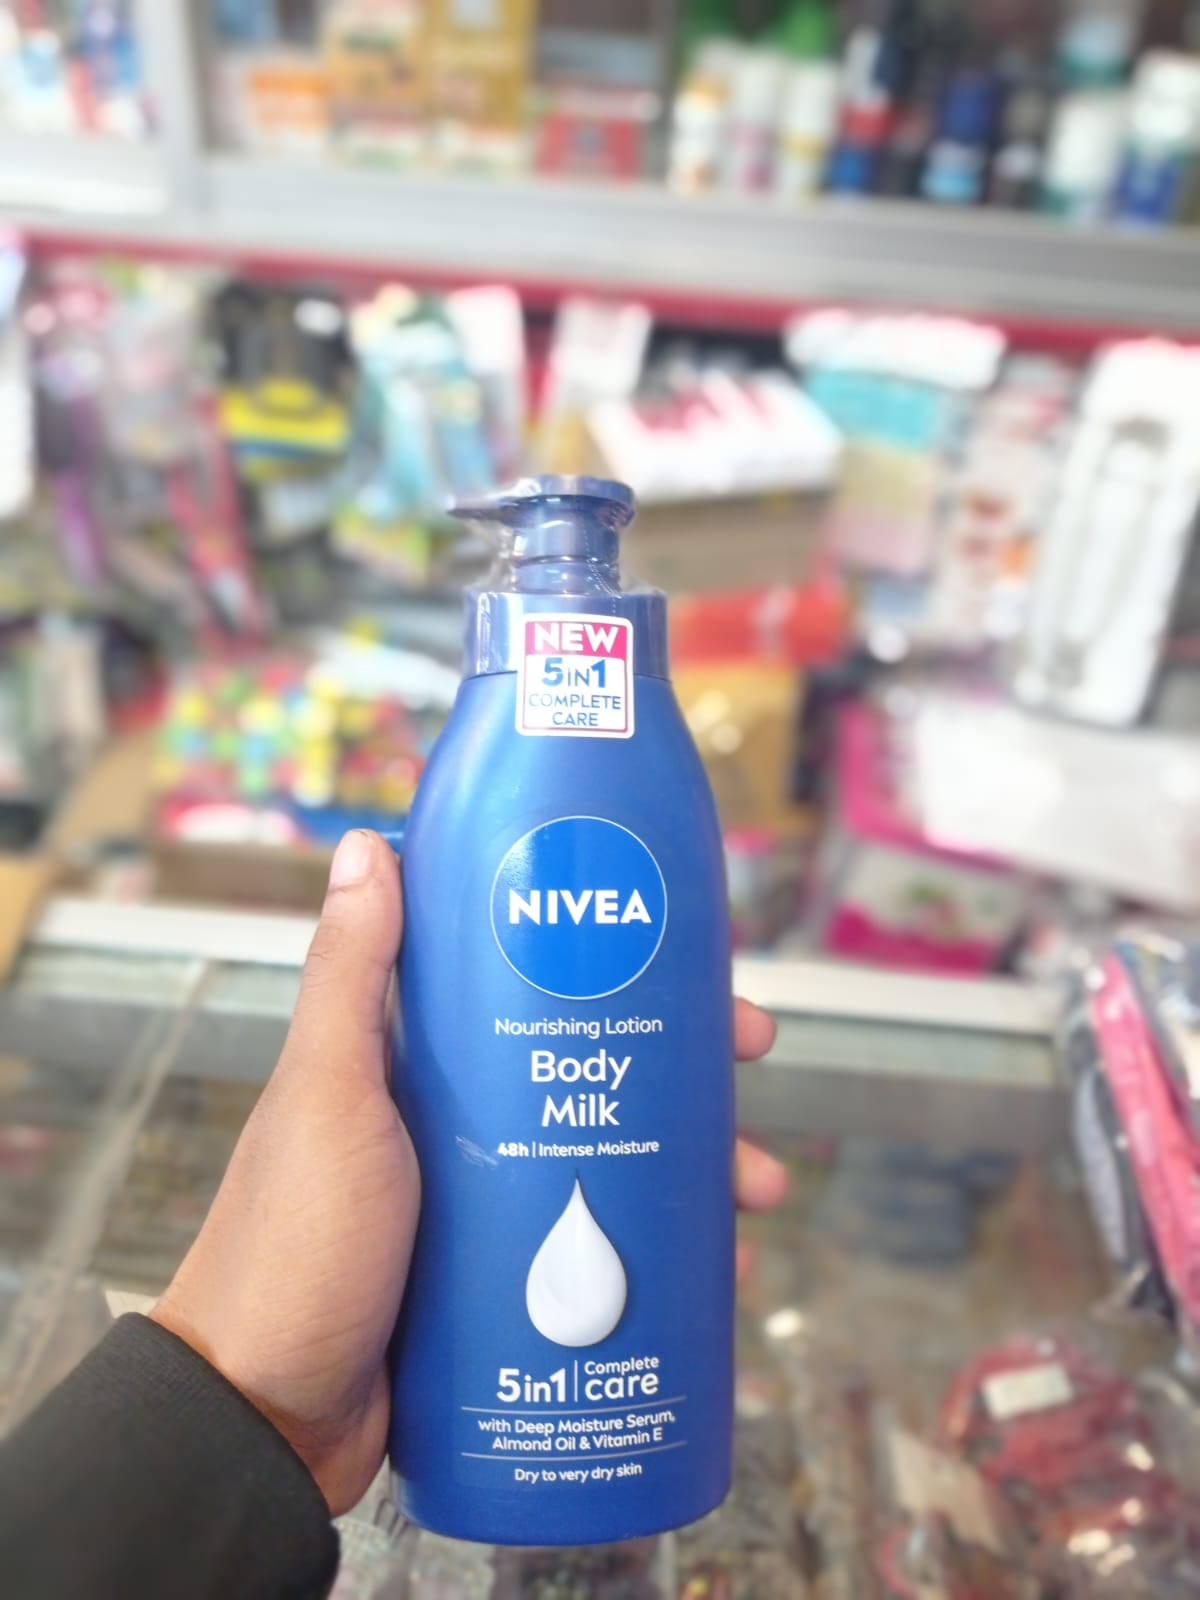 NEW
5IN1
COMPLETE
CARE
NIVEA
Nourishing Lotion
Body
Milk
48h | Intense Moisture
5in1 | Complete
care
with Deep Moisture Serum,
Almond Oil & Vitamin E
Dry to very dry skin